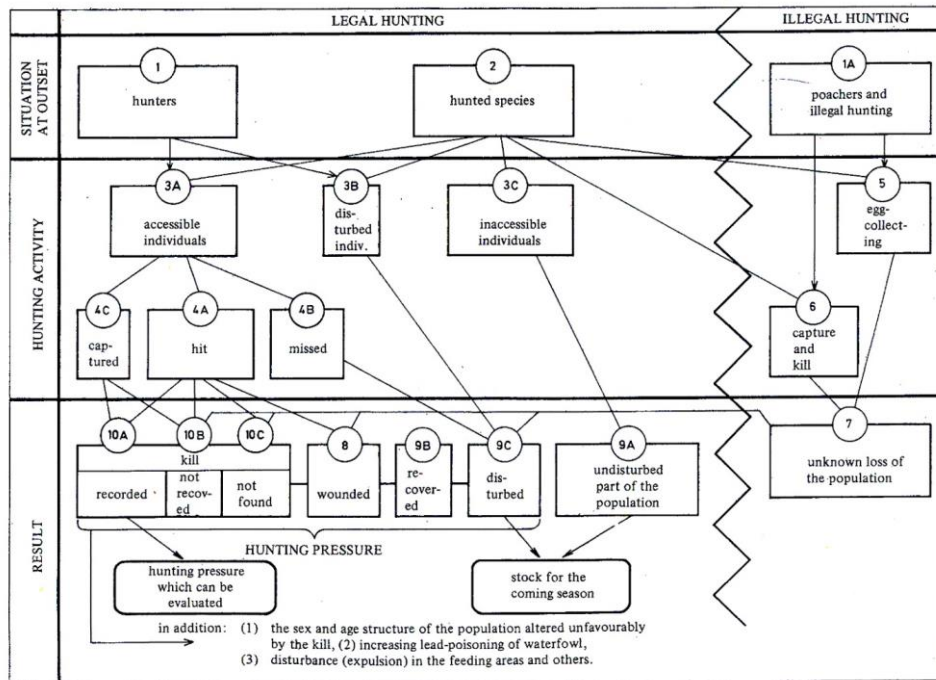 LEGAL HUNTING
ILLEGAL HUNTING
SITUATION
AT OUTSET
1
hunters
2
hunted species
1A
poachers and
illegal hunting
HUNTING ACTIVITY
3A
accessible
individuals
3B
dis-
turbed
indiv.
3C
inaccessible
individuals
5
egg-
collect-
ing
4C
cap-
tured
4A
hit
4B
missed
6
capture
and
kill
RESULT
10A
10B
10C
kill
recorded
not
recov-
ed
not
found
8
wounded
9B
re-
cover-
ed
9C
dis-
turbed
9A
undisturbed
part of the
population
7
unknown loss of
the population
HUNTING PRESSURE
hunting pressure
which can be
evaluated
stock for the
coming season
in addition: (1) the sex and age structure of the population altered unfavourably
by the kill, (2) increasing lead-poisoning of waterfowl,
(3) disturbance (expulsion) in the feeding areas and others.